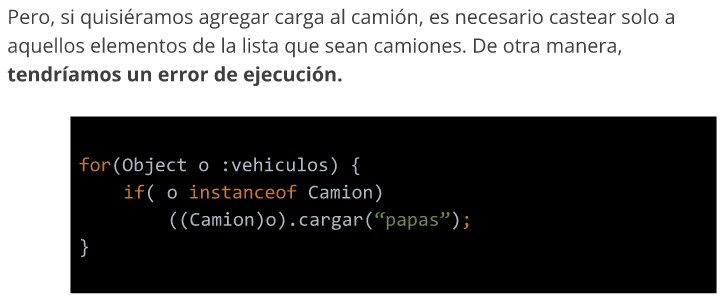 Pero, si quisiéramos agregar carga al camión, es necesario castear solo a
aquellos elementos de la lista que sean camiones. De otra manera,
tendríamos un error de ejecución.
for(Object o :vehiculos) {
    if( o instanceof Camion)
        ((Camion)o).cargar(“papas”);
}